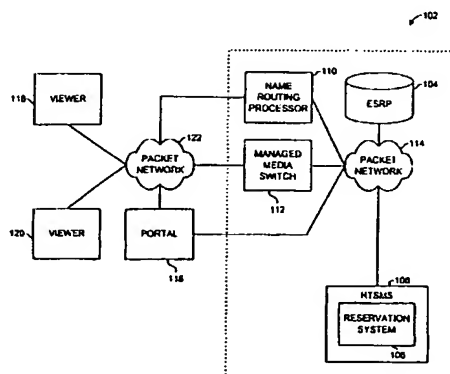 102
110
104
118
VIEWER
NAME
ROUTING
PROCESSOR
ESRP
122
114
PACKET
NETWORK
MANAGED
MEDIA
SWITCH
PACKET
NETWORK
112
120
VIEWER
PORTAL
116
HTSMS
108
RESERVATION
SYSTEM
106